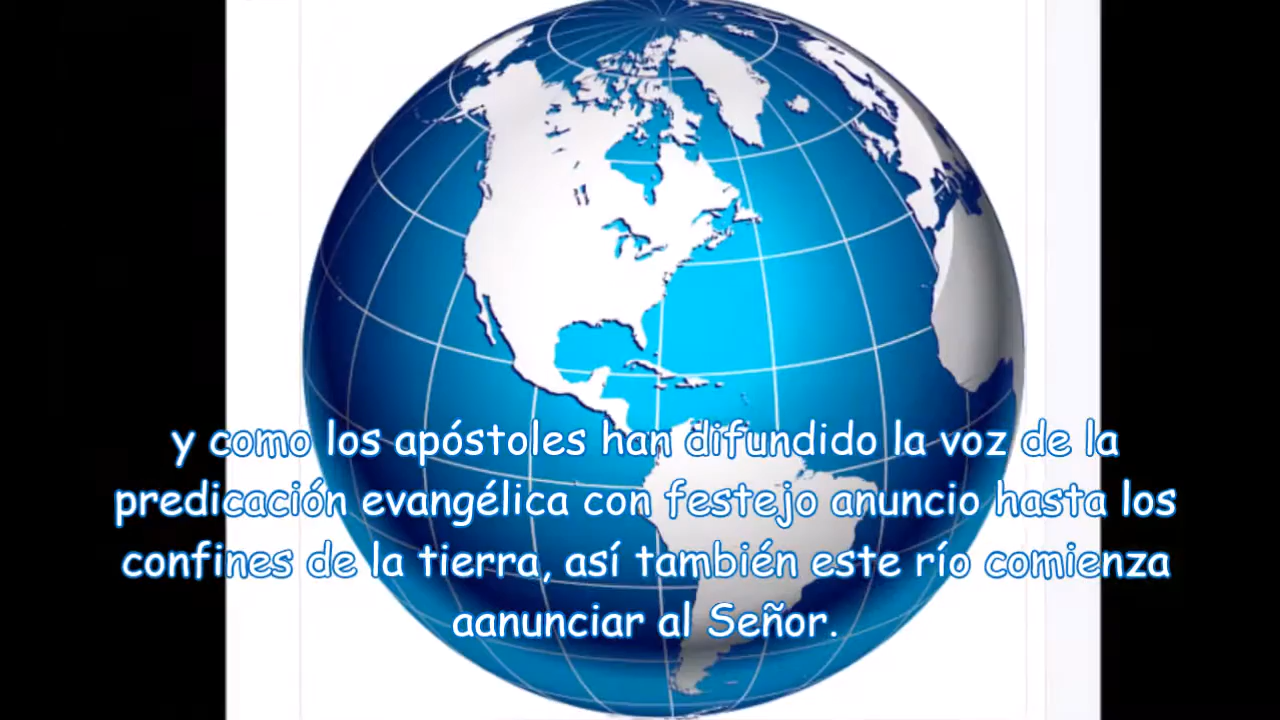 y como los apóstoles han difundido la voz de la
predicación evangélica con festejo anuncio hasta los
confines de la tierra, así también este río comienza
aanunciar al Señor.